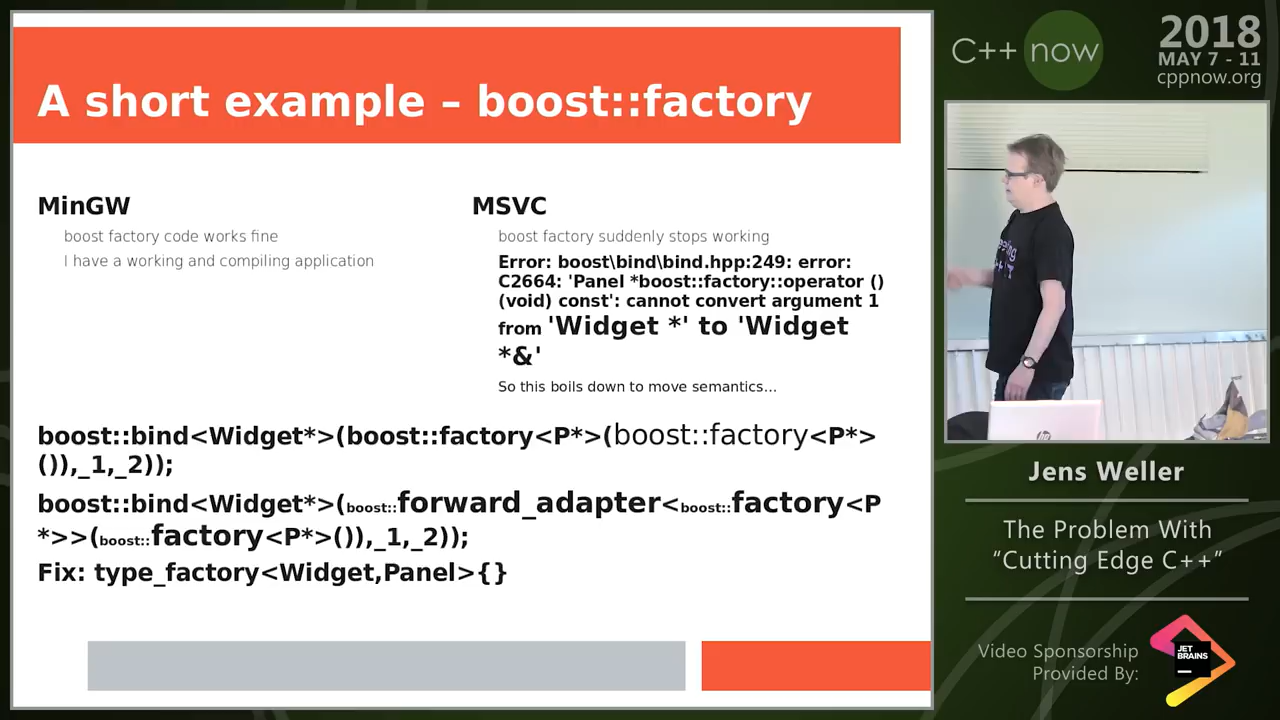 A short example – boost::factory
MinGW
boost factory code works fine
I have a working and compiling application
MSVC
boost factory suddenly stops working
Error: boost\bind\bind.hpp:249: error:
C2664: 'Panel *boost::factory::operator ()
(void) const': cannot convert argument 1
from 'Widget *' to 'Widget
*&'
So this boils down to move semantics...
boost::bind<Widget*>(boost::factory<P*>(boost::factory<P*>
()),_1,_2));
boost::bind<Widget*>(boost::forward_adapter<boost::factory<P
*>>(boost::factory<P*>()),_1,_2));
Fix: type_factory<Widget,Panel>{}
C++ now
2018
MAY 7 - 11
cppnow.org
hp
Jens Weller
The Problem With
“Cutting Edge C++”
Video Sponsorship
Provided By:
JET
BRAINS